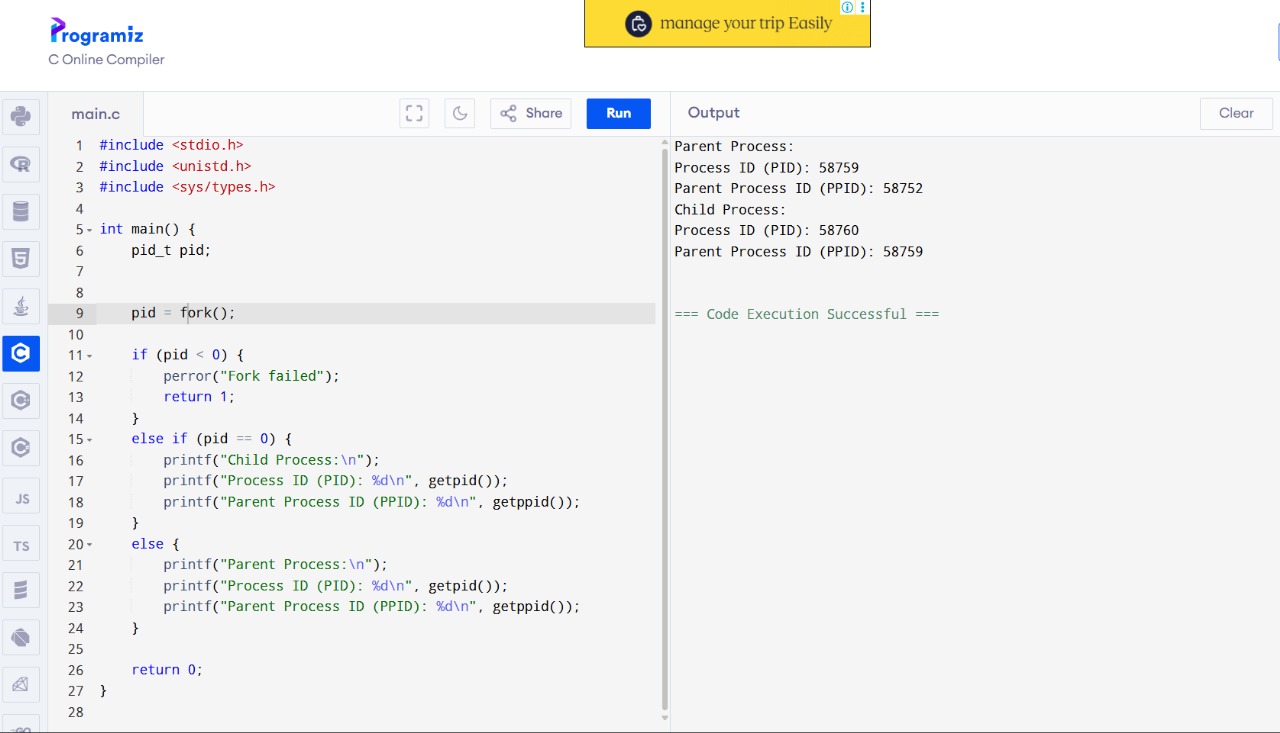 manage your trip Easily
Programiz
C Online Compiler
main.c
Share
Run
Output
Clear
1 #include <stdio.h>
2 #include <unistd.h>
3 #include <sys/types.h>
4
5 int main() {
6     pid_t pid;
7
8
9     pid = fork();
10
11     if (pid < 0) {
12         perror("Fork failed");
13         return 1;
14     }
15     else if (pid == 0) {
16         printf("Child Process:\n");
17         printf("Process ID (PID): %d\n", getpid());
18         printf("Parent Process ID (PPID): %d\n", getppid());
19     }
20     else {
21         printf("Parent Process:\n");
22         printf("Process ID (PID): %d\n", getpid());
23         printf("Parent Process ID (PPID): %d\n", getppid());
24     }
25
26     return 0;
27 }
28
Parent Process:
Process ID (PID): 58759
Parent Process ID (PPID): 58752
Child Process:
Process ID (PID): 58760
Parent Process ID (PPID): 58759
=== Code Execution Successful ===
JS
TS